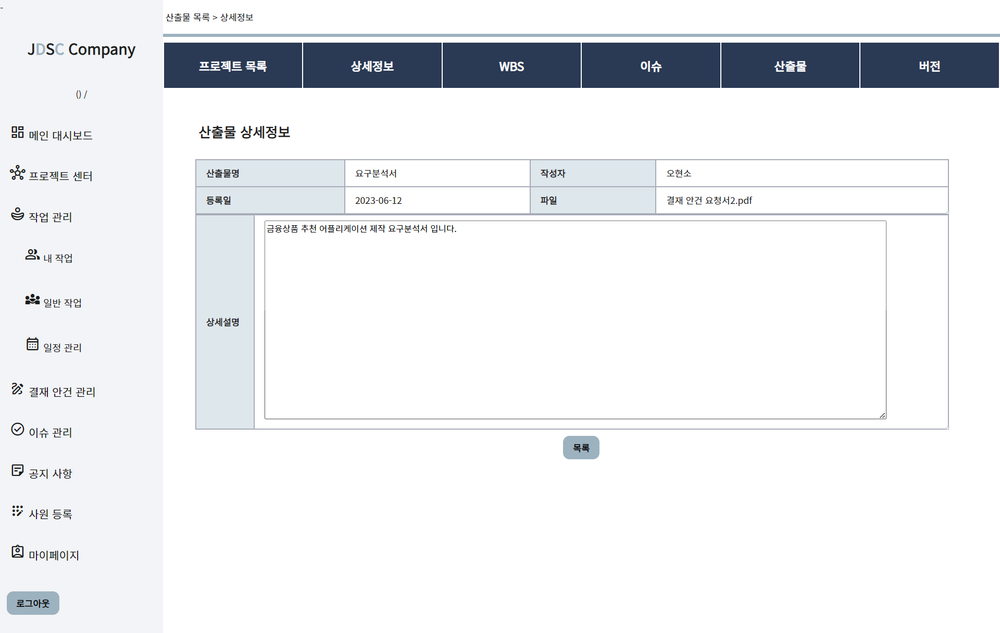 -
JDSC Company
() /
메인 대시보드
프로젝트 센터
작업 관리
내 작업
일반 작업
일정 관리
결재 안건 관리
이슈 관리
공지 사항
사원 등록
마이페이지
로그아웃
산출물 목록 > 상세정보
프로젝트 목록 상세정보 WBS 이슈 산출물 버전
산출물 상세정보
산출물명 요구분석서 작성자 오현소
등록일 2023-06-12 파일 결재 안건 요청서2.pdf
상세설명 금융상품 추천 어플리케이션 제작 요구분석서 입니다.
목록